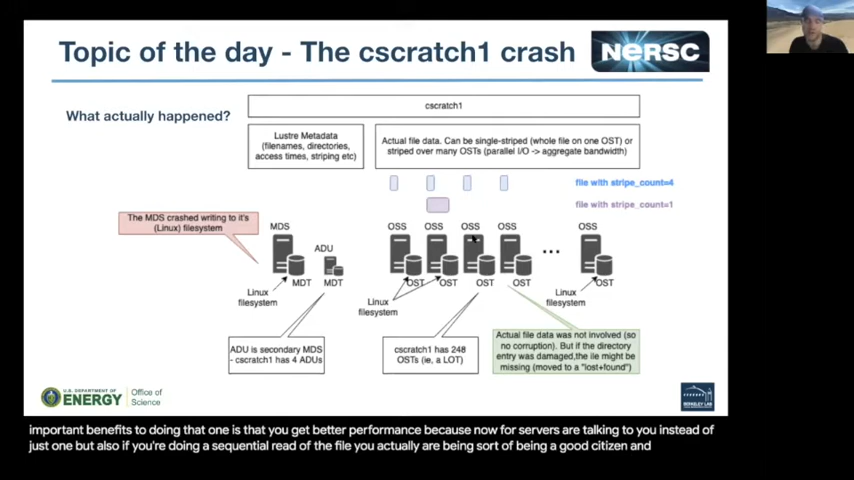 Topic of the day - The cscratch1 crash
NERSC
What actually happened?
cscratch1
Lustre Metadata
(filenames, directories,
access times, striping etc)
Actual file data. Can be single-striped (whole file on one OST) or
striped over many OSTs (parallel I/O -> aggregate bandwidth)
file with stripe_count=4
file with stripe_count=1
The MDS crashed writing to it's
(Linux) filesystem
MDS
ADU
OSS
OSS
OSS
OSS
...
OSS
MDT
MDT
OST
OST
OST
OST
OST
Linux
filesystem
Linux
filesystem
Linux
filesystem
ADU is secondary MDS
- cscratch1 has 4 ADUs
cscratch1 has 248
OSTs (ie, a LOT)
Actual file data was not involved (so
no corruption). But if the directory
entry was damaged,the ile might be
missing (moved to a "lost+found")
U.S. DEPARTMENT OF
ENERGY
Office of
Science
BERKELEY LAB
important benefits to doing that one is that you get better performance because now for servers are talking to you instead of
just one but also if you're doing a sequential read of the file you actually are being sort of being a good citizen and